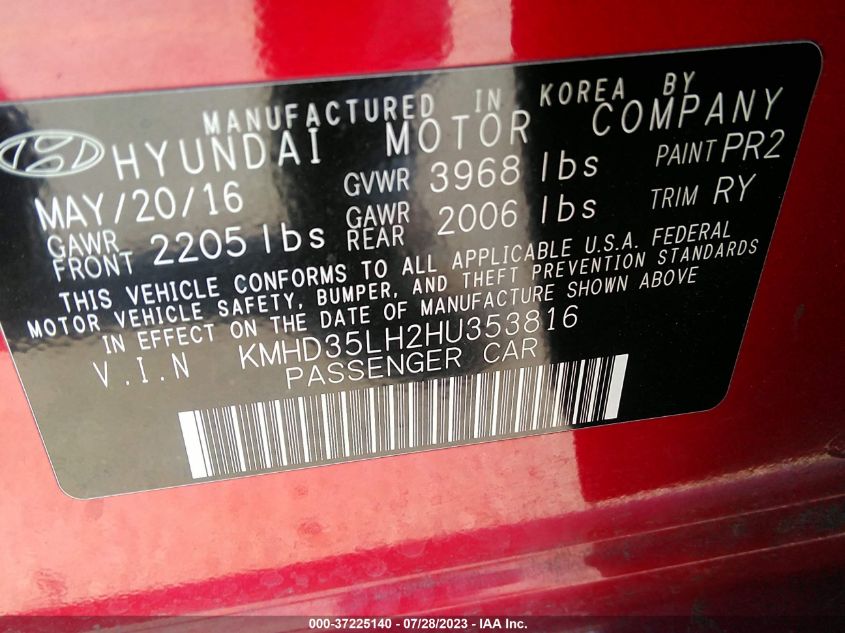 MANUFACTURED IN KOREA BY
HYUNDAI MOTOR COMPANY
MAY/20/16 GVWR 3968 lbs PAINT PR2
GAWR FRONT 2205 lbs GAWR REAR 2006 lbs TRIM RY
THIS VEHICLE CONFORMS TO ALL APPLICABLE U.S.A. FEDERAL
MOTOR VEHICLE SAFETY, BUMPER, AND THEFT PREVENTION STANDARDS
IN EFFECT ON THE DATE OF MANUFACTURE SHOWN ABOVE
V.I.N KMHD35LH2HU353816
PASSENGER CAR
000-37225140 - 07/28/2023 - IAA Inc.